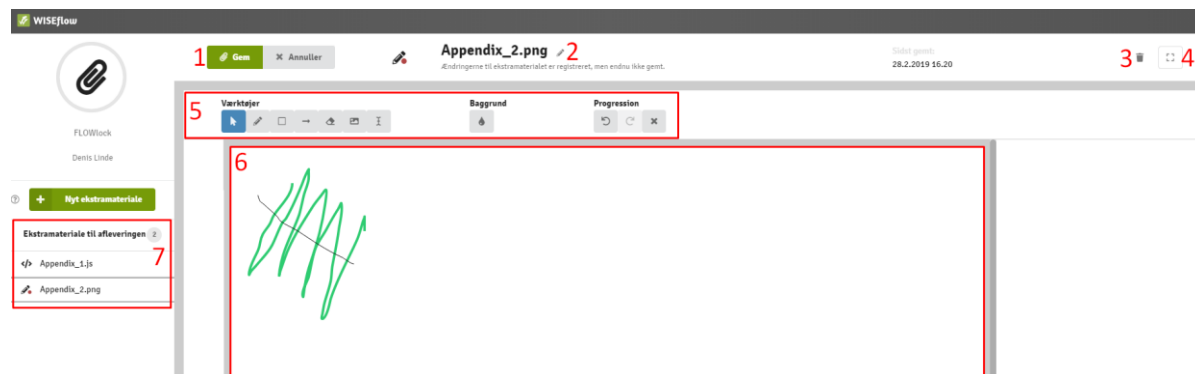 WISEflow
1
Gem
Annuller
Appendix_2.png
2
Ændringerne til ekstramaterialet er registreret, men endnu ikke gemt.
Sidst gemt:
28.2.2019 16.20
3
4
5
Værktøjer
Baggrund
Progression
FLOWlock
Denis Linde
6
Nyt ekstramateriale
Ekstramateriale til afleveringen 2
7
Appendix_1.js
Appendix_2.png